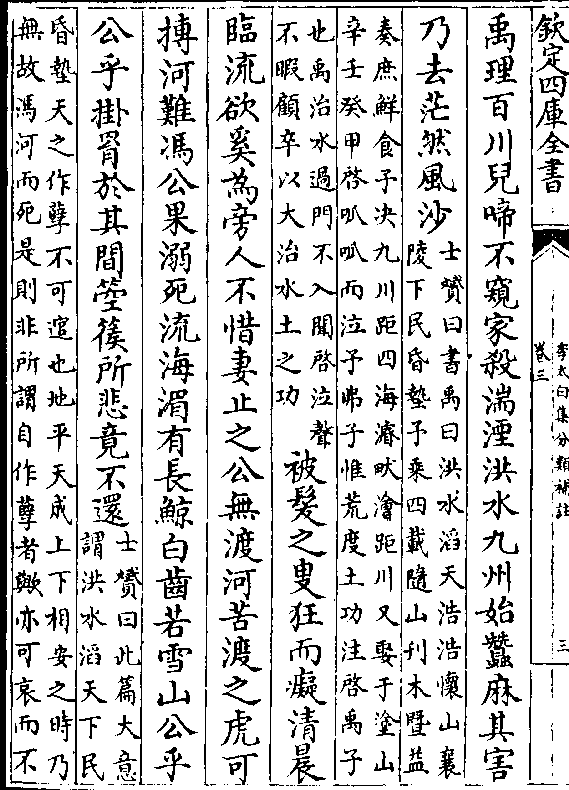 欽定四庫全書
李太白集分類補註
卷三
三
禹理百川兒啼不窺家殺湍湮洪水九州始蠶麻其害
乃去茫然風沙
士贇曰書禹曰洪水滔天浩浩懷山襄
陵下民昏墊予乘四載隨山刋木暨益
奏庶鮮食予决九川距四海濬畎澮距川又娶于塗山
辛壬癸甲啓呱呱而泣予弗子惟荒度土功注啓禹子
也禹治水過門不入聞啓泣聲
不暇顧卒以大治水土之功
被髮之叟狂而癡清晨
臨流欲奚為旁人不惜妻止之公無渡河苦渡之虎可
搏河難馮公果溺死流海湄有長鯨白齒若雪山公乎
公乎掛罥於其間箜篌所悲竟不還
士贇曰此篇大意
謂洪水滔天下民
昏墊天之作孽不可逭也地平天成上下相安之時乃
無故馮河而死是則非所謂自作孽者歟亦可哀而不